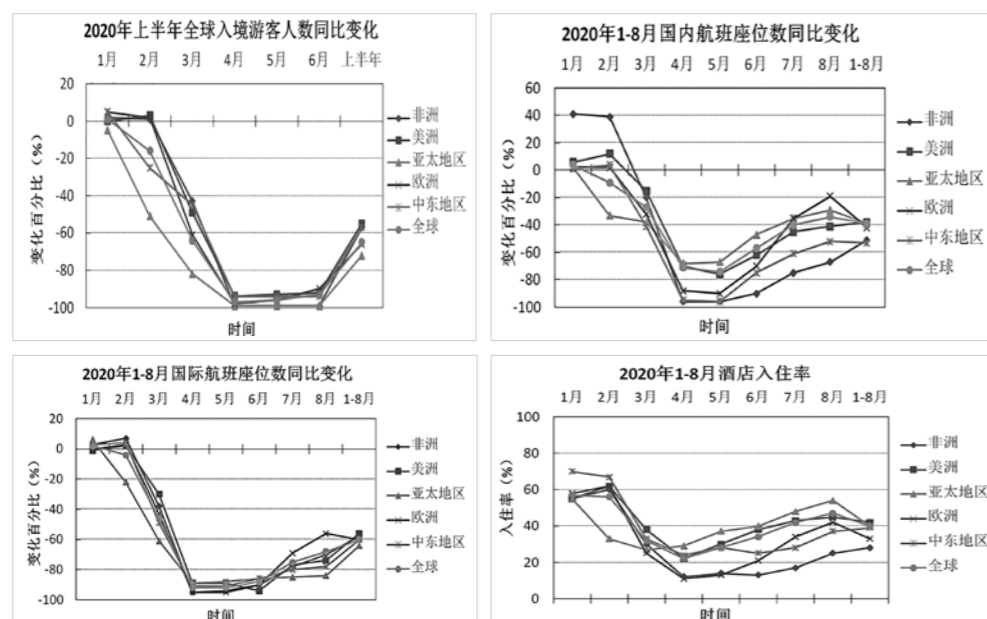 2020年上半年全球入境游客人数同比变化
1月 2月 3月 4月 5月 6月 上半年
20
0
-20
-40
-60
-80
-100
变化百分比（%）
时间
非洲
美洲
亚太地区
欧洲
中东地区
全球
2020年1-8月国内航班座位数同比变化
1月 2月 3月 4月 5月 6月 7月 8月 1-8月
60
40
20
0
-20
-40
-60
-80
-100
变化百分比（%）
时间
非洲
美洲
亚太地区
欧洲
中东地区
全球
2020年1-8月国际航班座位数同比变化
1月 2月 3月 4月 5月 6月 7月 8月 1-8月
20
0
-20
-40
-60
-80
-100
变化百分比（%）
时间
非洲
美洲
亚太地区
欧洲
中东地区
全球
2020年1-8月酒店入住率
1月 2月 3月 4月 5月 6月 7月 8月 1-8月
100
80
60
40
20
0
入住率（%）
时间
非洲
美洲
亚太地区
欧洲
中东地区
全球